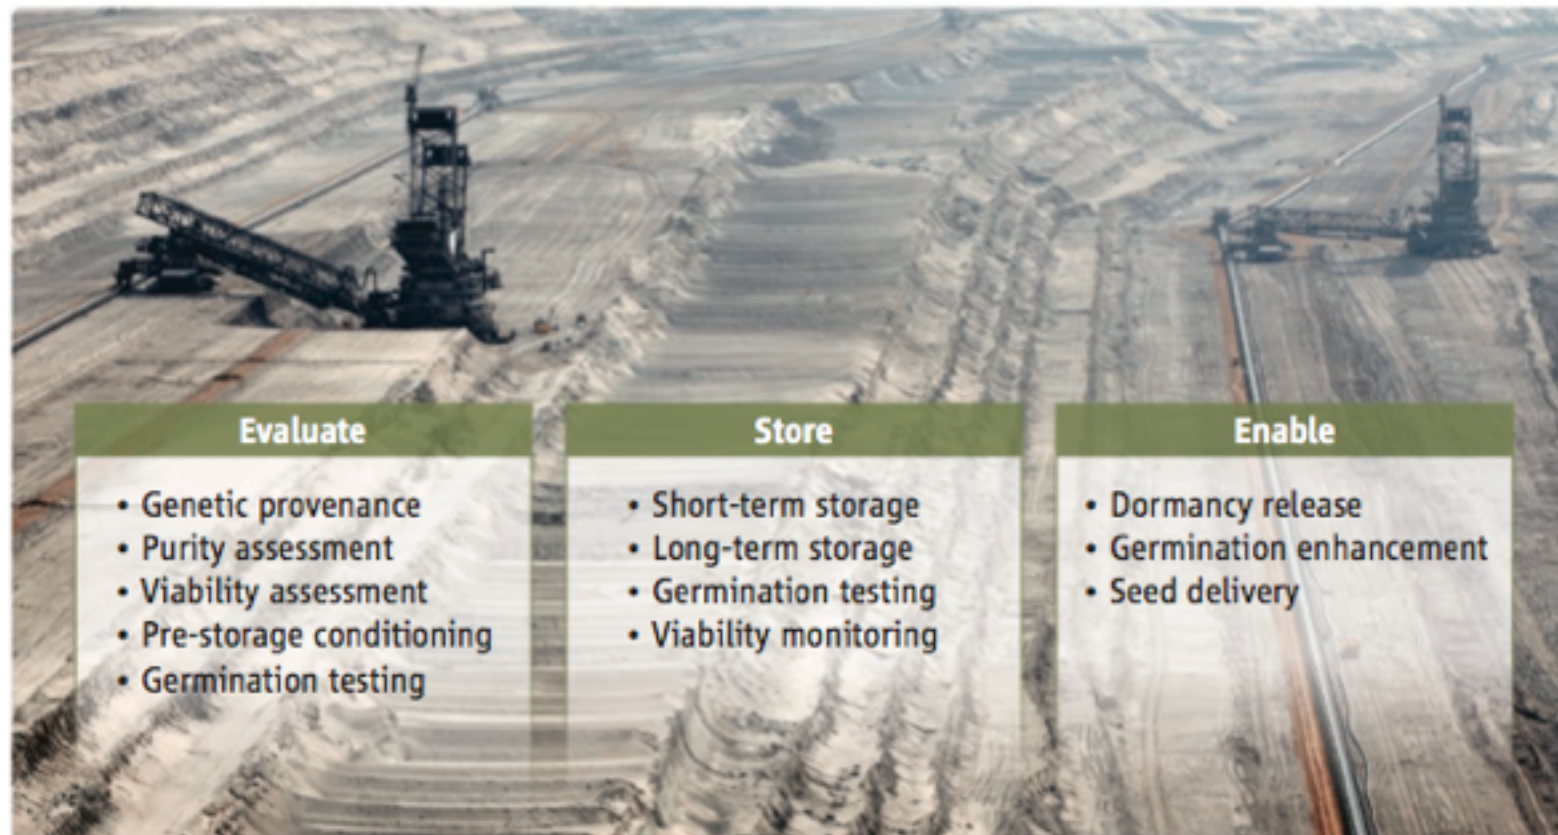 Evaluate
• Genetic provenance
• Purity assessment
• Viability assessment
• Pre-storage conditioning
• Germination testing
Store
• Short-term storage
• Long-term storage
• Germination testing
• Viability monitoring
Enable
• Dormancy release
• Germination enhancement
• Seed delivery